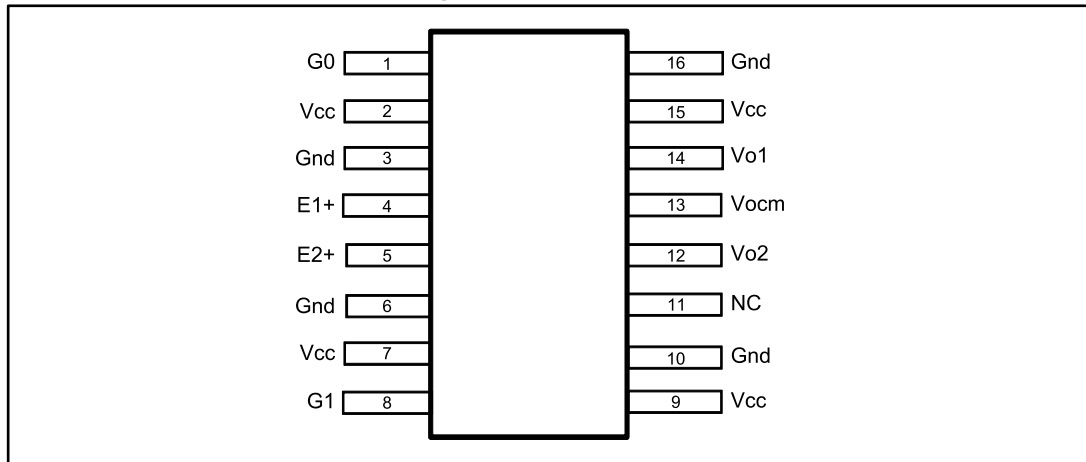 G0 1 16 Gnd
Vcc 2 15 Vcc
Gnd 3 14 Vo1
E1+ 4 13 Vocm
E2+ 5 12 Vo2
Gnd 6 11 NC
Vcc 7 10 Gnd
G1 8 9 Vcc